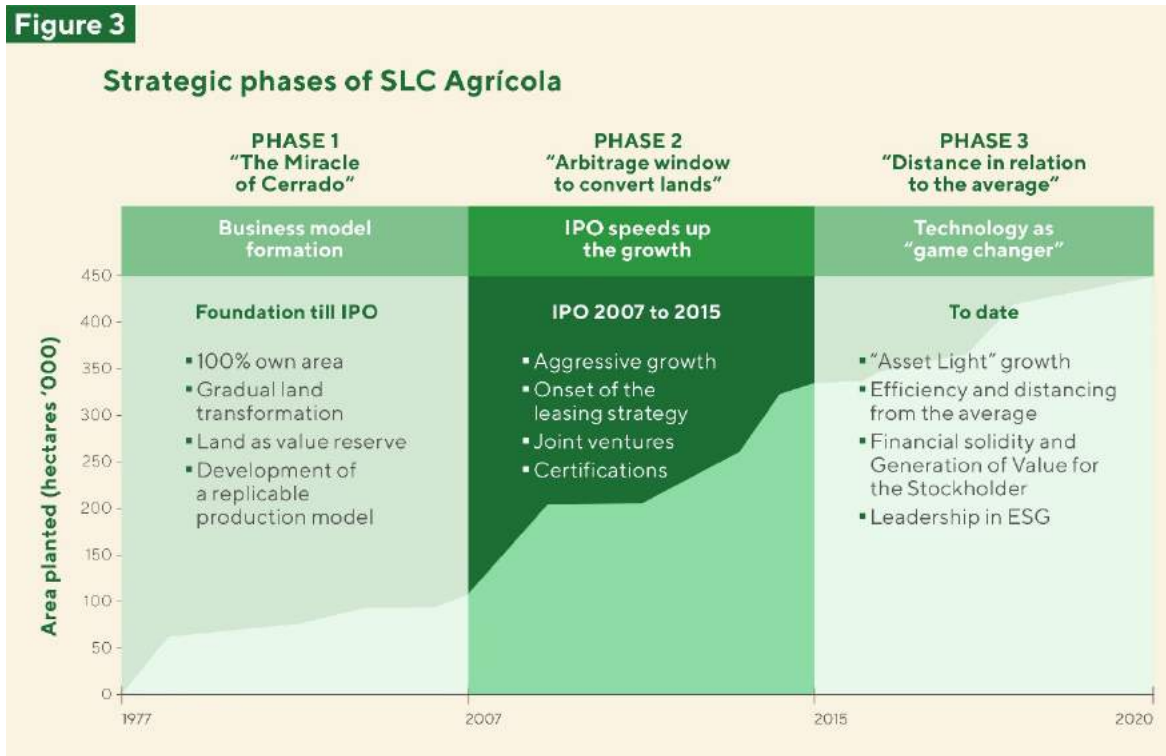 Figure 3
Strategic phases of SLC Agrícola
PHASE 1
“The Miracle
of Cerrado”
PHASE 2
“Arbitrage window
to convert lands”
PHASE 3
“Distance in relation
to the average”
Business model
formation
IPO speeds up
the growth
Technology as
“game changer”
Foundation till IPO
▪ 100% own area
▪ Gradual land
transformation
▪ Land as value reserve
▪ Development of
a replicable
production model
IPO 2007 to 2015
▪ Aggressive growth
▪ Onset of the
leasing strategy
▪ Joint ventures
▪ Certifications
To date
▪ “Asset Light” growth
▪ Efficiency and distancing
from the average
▪ Financial solidity and
Generation of Value for
the Stockholder
▪ Leadership in ESG
Area planted (hectares ’000)
450
400
350
300
250
200
150
100
50
0
1977
2007
2015
2020